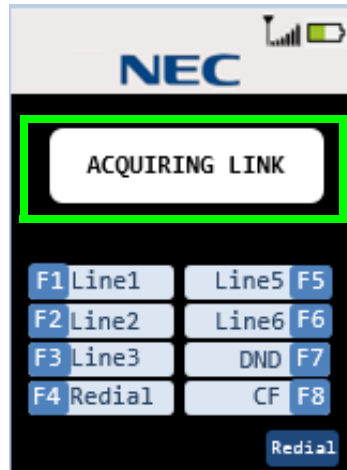 NEC
ACQUIRING LINK
F1 Line1 Line5 F5
F2 Line2 Line6 F6
F3 Line3 DND F7
F4 Redial CF F8
Redial